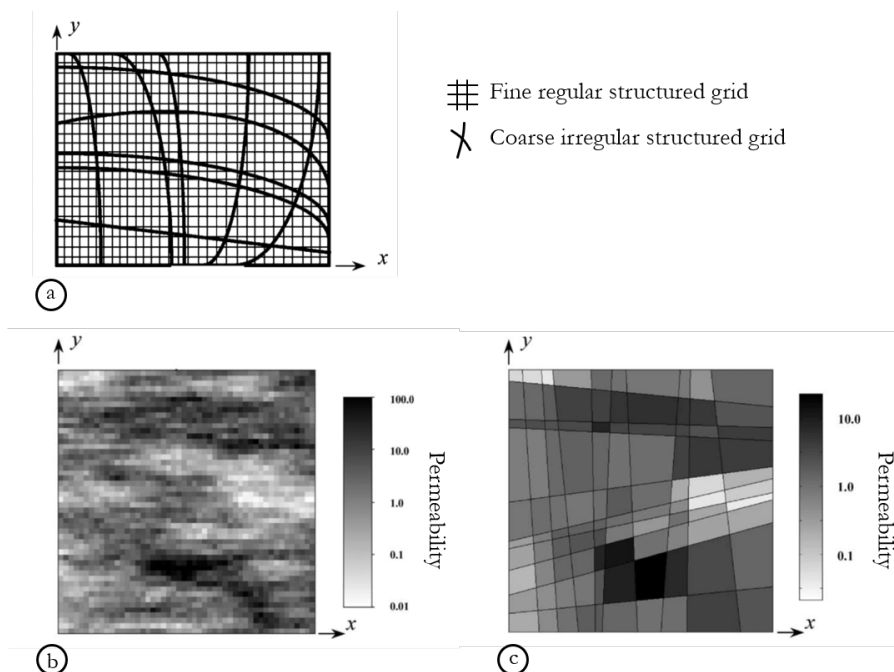 y
Fine regular structured grid
Coarse irregular structured grid
x
a
y
100.0
10.0
1.0
0.1
0.01
Permeability
x
b
y
10.0
1.0
0.1
Permeability
x
c